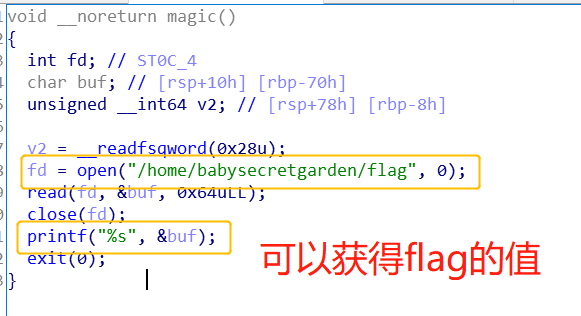 void __noreturn magic()
{
int fd; // ST0C_4
char buf; // [rsp+10h] [rbp-70h]
unsigned __int64 v2; // [rsp+78h] [rbp-8h]
v2 = __readfsqword(0x28u);
fd = open("/home/babysecretgarden/flag", 0);
read(fd, &buf, 0x64uLL);
close(fd);
printf("%s", &buf);
exit(0);
}
可以获得flag的值